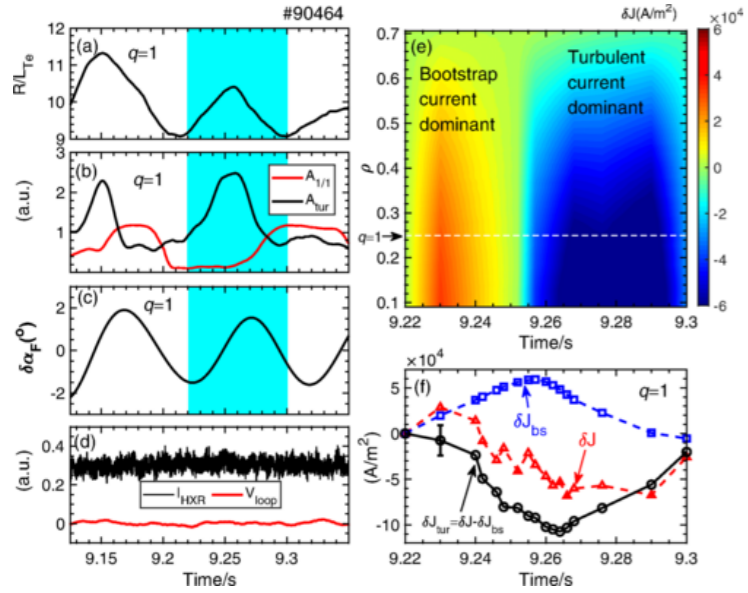 #90464
(a)
q=1
R/L_Te
12
11
10
9
(b)
q=1
A_1/1
A_tur
(a.u.)
3
2
1
0
(c)
q=1
δα_F(°)
2
0
-2
(d)
I_HXR
V_loop
(a.u.)
0.4
0.2
0
9.15
9.2
9.25
9.3
Time/s
δJ(A/m²)
×10⁴
(e)
Bootstrap
current
dominant
Turbulent
current
dominant
ρ
0.7
0.6
0.5
0.4
0.3
q=1
0.2
0.1
9.22
9.24
9.26
9.28
9.3
Time/s
6
4
2
0
-2
-4
-6
×10⁴
(f)
q=1
δJ_bs
δJ
δJ_tur=δJ-δJ_bs
(A/m²)
5
0
-5
-10
9.22
9.24
9.26
9.28
9.3
Time/s